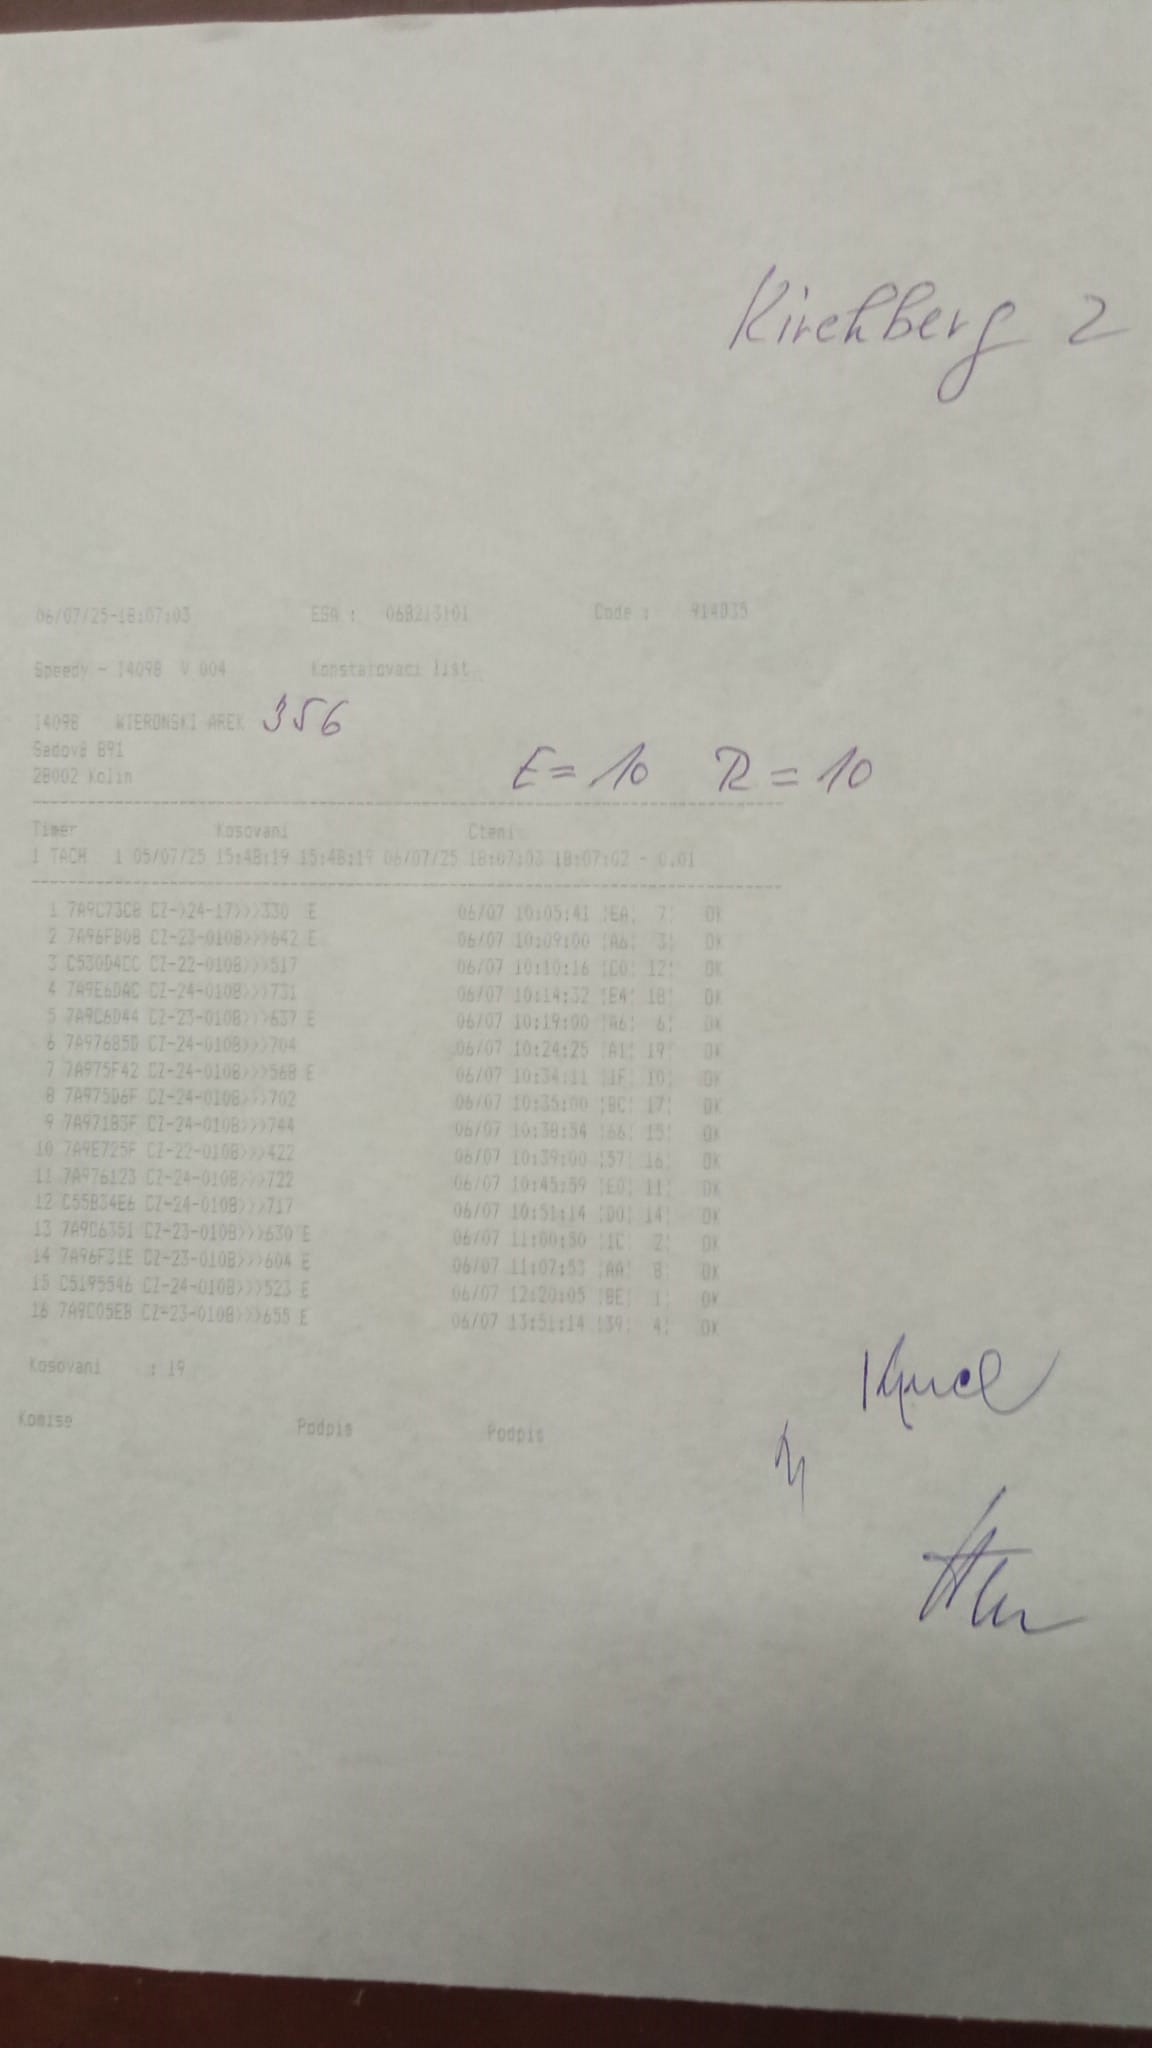 Kirchberg 2
06/07/25-18:07:03 ESA : 06B213101 Code : 914D35
Speedy - 14098 V 004 Konstatovaci list
14098 WIERONSKI AREK 356
Sadová 891
28002 Kolin
E = 10 R = 10
Timer Kosovani Cteni
1 TACH 1 05/07/25 15:48:19 15:48:19 06/07/25 18:07:03 18:07:02 - 0.01
1 7A9C73C8 CZ->24-17>>>330 E 06/07 10:05:41 |EA| 7| OK
2 7A96FB0B CZ-23-0108>>>642 E 06/07 10:09:00 |A6| 3| OK
3 C530D4CC CZ-22-0108>>>517 06/07 10:10:16 |C0| 12| OK
4 7A9E6DAC CZ-24-0108>>>731 06/07 10:14:32 |E4| 18| OK
5 7A9C6D44 CZ-23-0108>>>637 E 06/07 10:19:00 |A6| 6| OK
6 7A97685D CZ-24-0108>>>704 06/07 10:24:25 |A1| 19| OK
7 7A975F42 CZ-24-0108>>>568 E 06/07 10:34:11 |1F| 10| OK
8 7A975D6F CZ-24-0108>>>702 06/07 10:35:00 |BC| 17| OK
9 7A971B3F CZ-24-0108>>>744 06/07 10:38:54 |66| 15| OK
10 7A9E725F CZ-22-0108>>>422 06/07 10:39:00 |57| 16| OK
11 7A976123 CZ-24-0108>>>722 06/07 10:45:59 |E0| 11| OK
12 C55B34E6 CZ-24-0108>>>717 06/07 10:51:14 |D0| 14| OK
13 7A9C6351 CZ-23-0108>>>630 E 06/07 11:00:50 |1C| 2| OK
14 7A96F31E CZ-23-0108>>>604 E 06/07 11:07:53 |AA| 8| OK
15 C5195546 CZ-24-0108>>>523 E 06/07 12:20:05 |BE| 1| OK
16 7A9C05EB CZ-23-0108>>>655 E 06/07 13:51:14 |39| 4| OK
Kosovani : 19
Komise Podpis Podpis